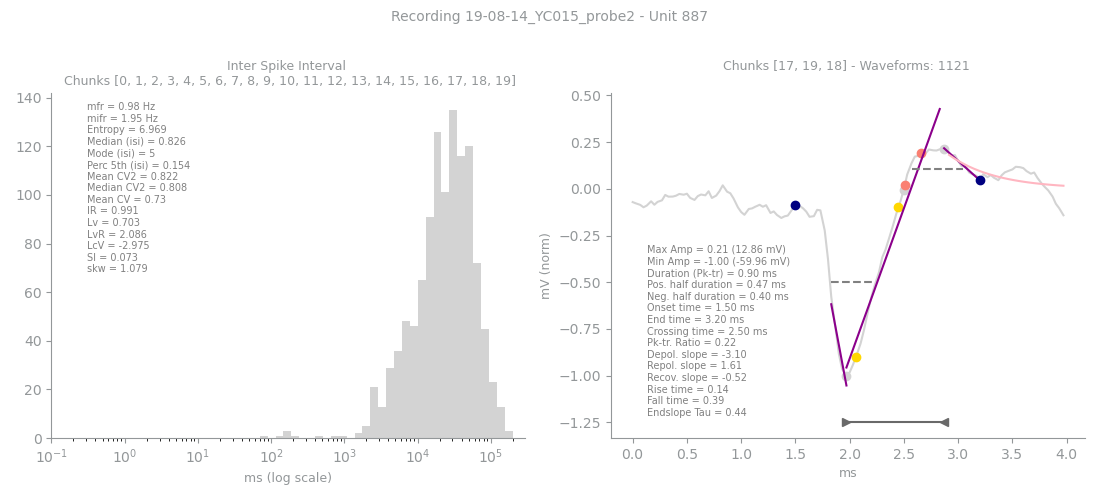 Recording 19-08-14_YC015_probe2 - Unit 887
Inter Spike Interval
Chunks [0, 1, 2, 3, 4, 5, 6, 7, 8, 9, 10, 11, 12, 13, 14, 15, 16, 17, 18, 19]
140
120
100
80
60
40
20
0
mfr = 0.98 Hz
mifr = 1.95 Hz
Entropy = 6.969
Median (isi) = 0.826
Mode (isi) = 5
Perc 5th (isi) = 0.154
Mean CV2 = 0.822
Median CV2 = 0.808
Mean CV = 0.73
IR = 0.991
Lv = 0.703
LvR = 2.086
LcV = -2.975
SI = 0.073
skw = 1.079
10⁻¹ 10⁰ 10¹ 10² 10³ 10⁴ 10⁵
ms (log scale)
Chunks [17, 19, 18] - Waveforms: 1121
mV (norm)
0.50
0.25
0.00
−0.25
−0.50
−0.75
−1.00
−1.25
Max Amp = 0.21 (12.86 mV)
Min Amp = -1.00 (-59.96 mV)
Duration (Pk-tr) = 0.90 ms
Pos. half duration = 0.47 ms
Neg. half duration = 0.40 ms
Onset time = 1.50 ms
End time = 3.20 ms
Crossing time = 2.50 ms
Pk-tr. Ratio = 0.22
Depol. slope = -3.10
Repol. slope = 1.61
Recov. slope = -0.52
Rise time = 0.14
Fall time = 0.39
Endslope Tau = 0.44
0.0 0.5 1.0 1.5 2.0 2.5 3.0 3.5 4.0
ms